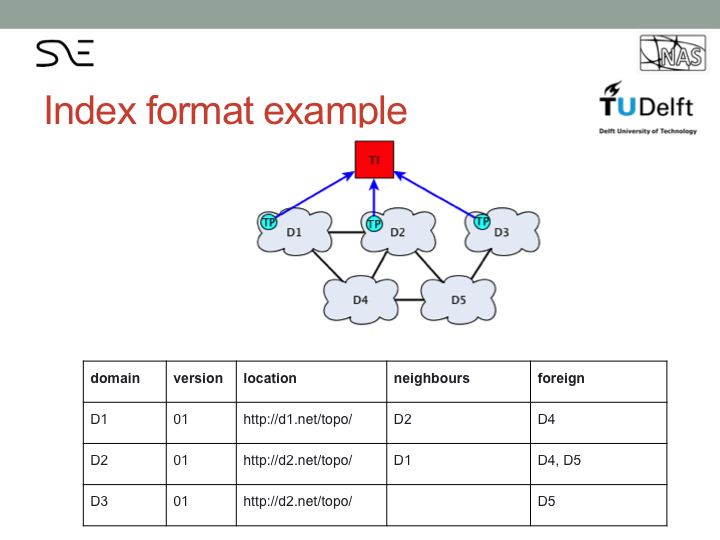 SNE
NAS
Index format example
TU Delft
Delft University of Technology
TI
TP D1 TP D2 TP D3
D4 D5
domain version location neighbours foreign
D1 01 http://d1.net/topo/ D2 D4
D2 01 http://d2.net/topo/ D1 D4, D5
D3 01 http://d2.net/topo/ D5